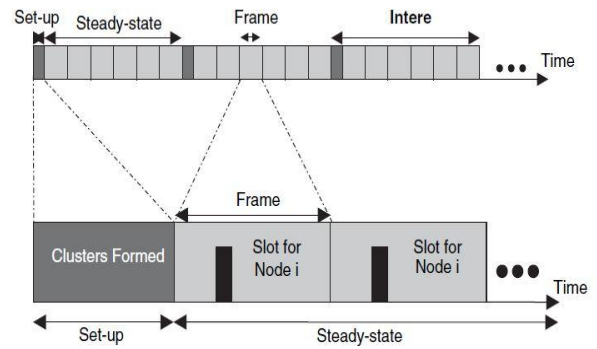 Set-up
Steady-state
Frame
Intere
Time
Frame
Clusters Formed
Slot for
Node i
Slot for
Node i
Time
Set-up
Steady-state